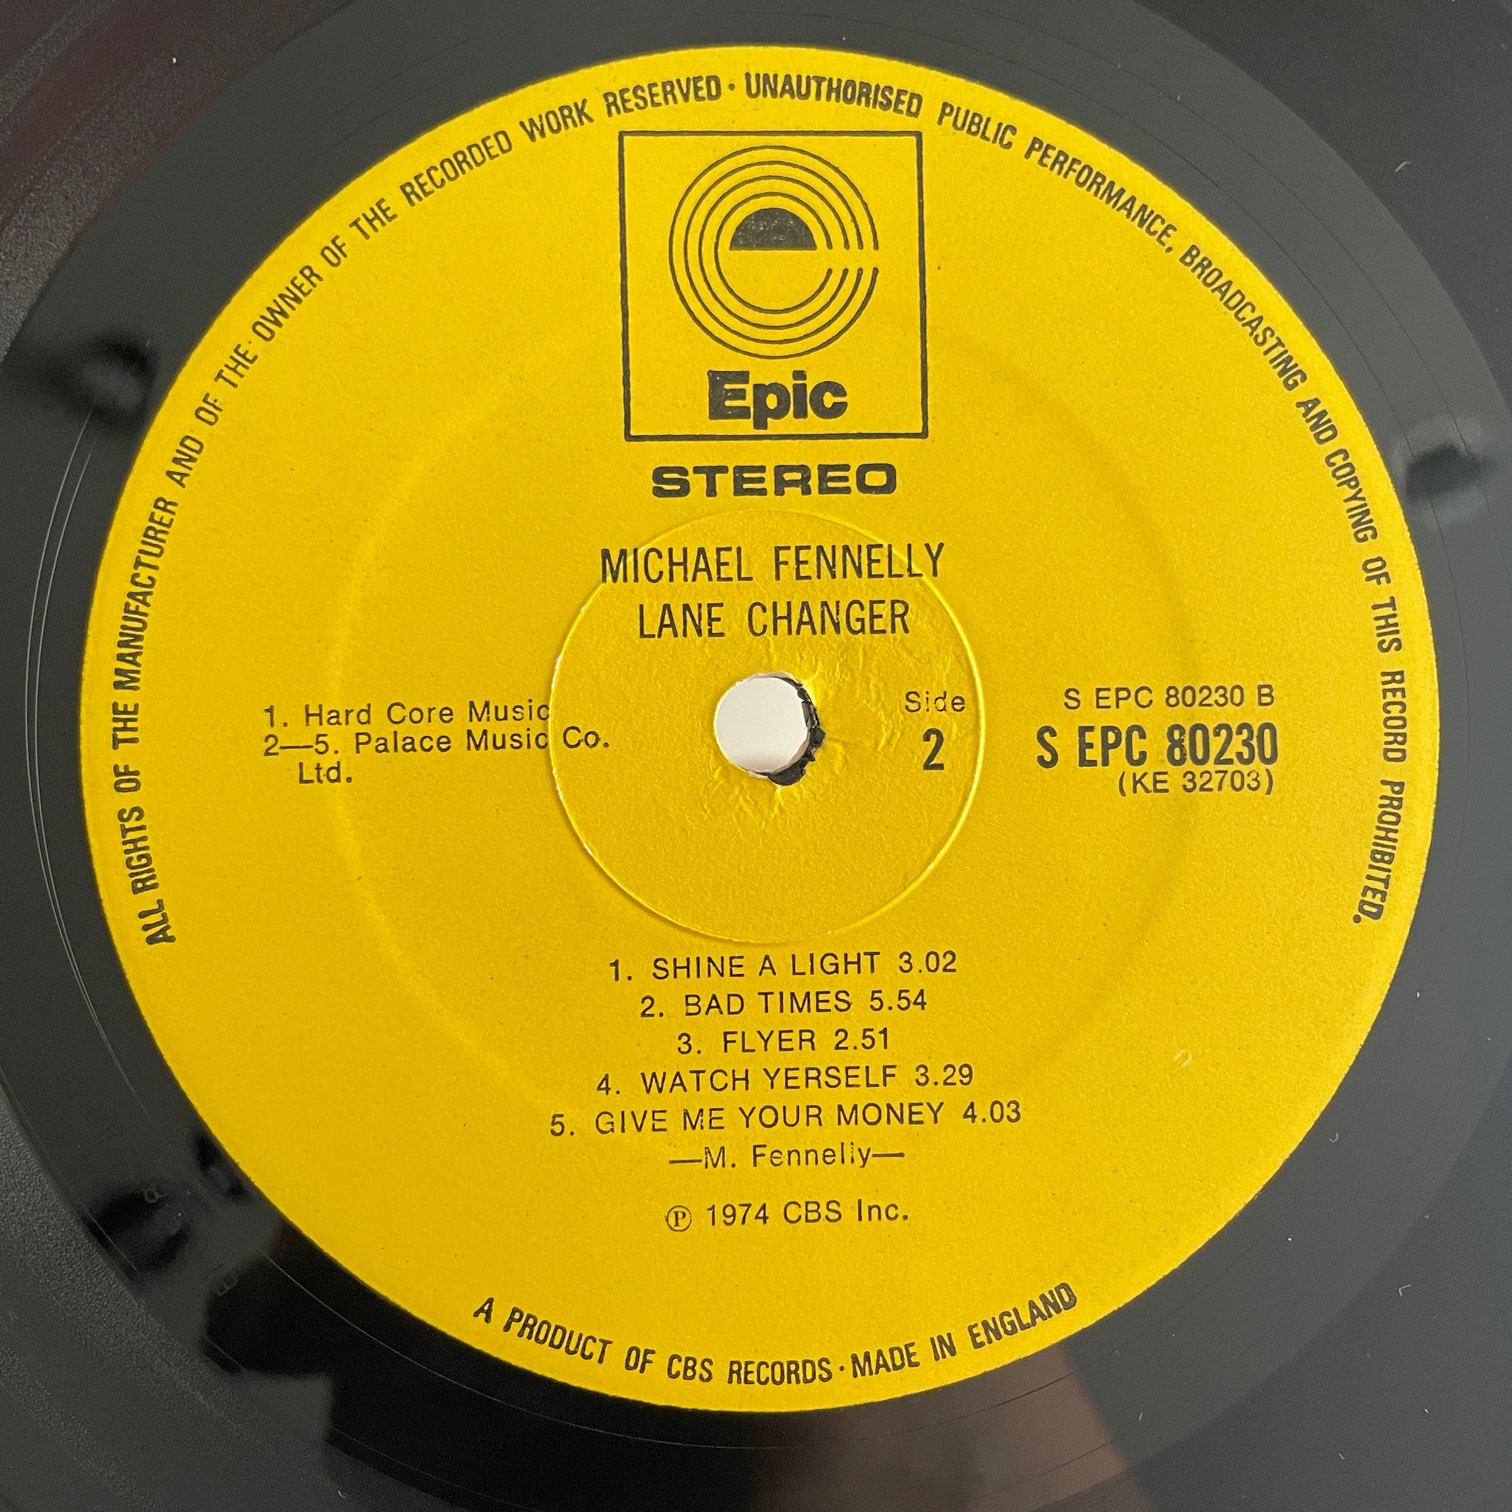 ALL RIGHTS OF THE MANUFACTURER AND OF THE OWNER OF THE RECORDED WORK RESERVED · UNAUTHORISED PUBLIC PERFORMANCE, BROADCASTING AND COPYING OF THIS RECORD PROHIBITED.
Epic
STEREO
MICHAEL FENNELLY
LANE CHANGER
1. Hard Core Music
2—5. Palace Music Co.
Ltd.
Side
2
S EPC 80230 B
S EPC 80230
(KE 32703)
1. SHINE A LIGHT 3.02
2. BAD TIMES 5.54
3. FLYER 2.51
4. WATCH YERSELF 3.29
5. GIVE ME YOUR MONEY 4.03
—M. Fennelly—
℗ 1974 CBS Inc.
A PRODUCT OF CBS RECORDS · MADE IN ENGLAND